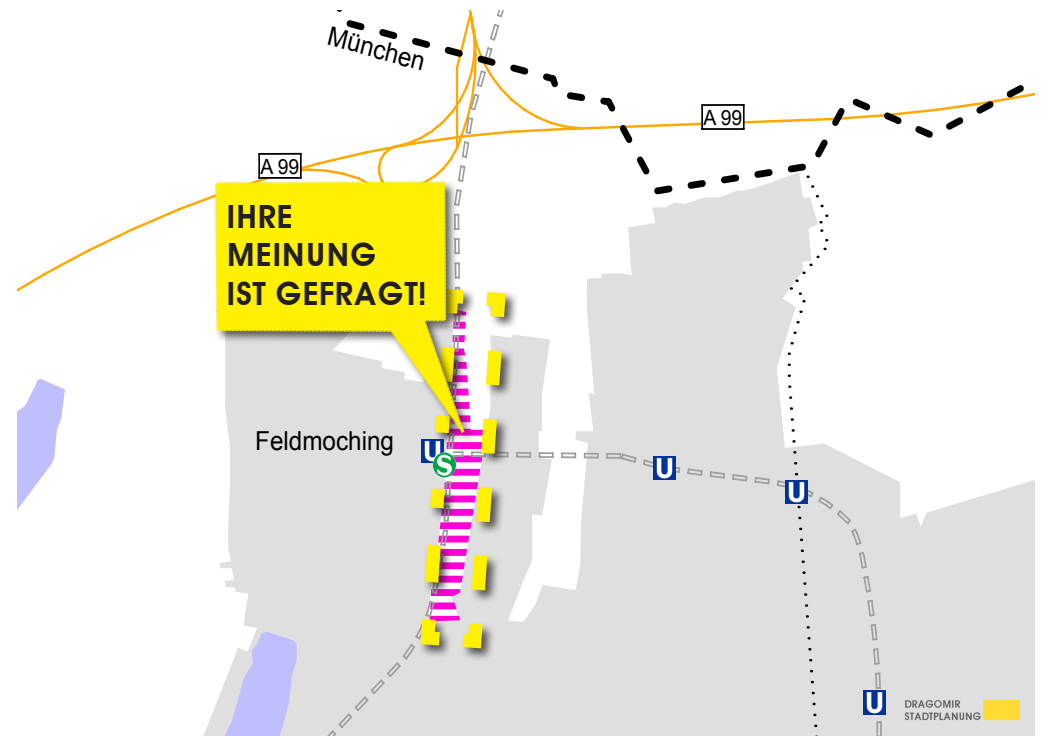 München
A 99
A 99
IHRE
MEINUNG
IST GEFRAGT!
Feldmoching
U
S
U
U
U
DRAGOMIR
STADTPLANUNG